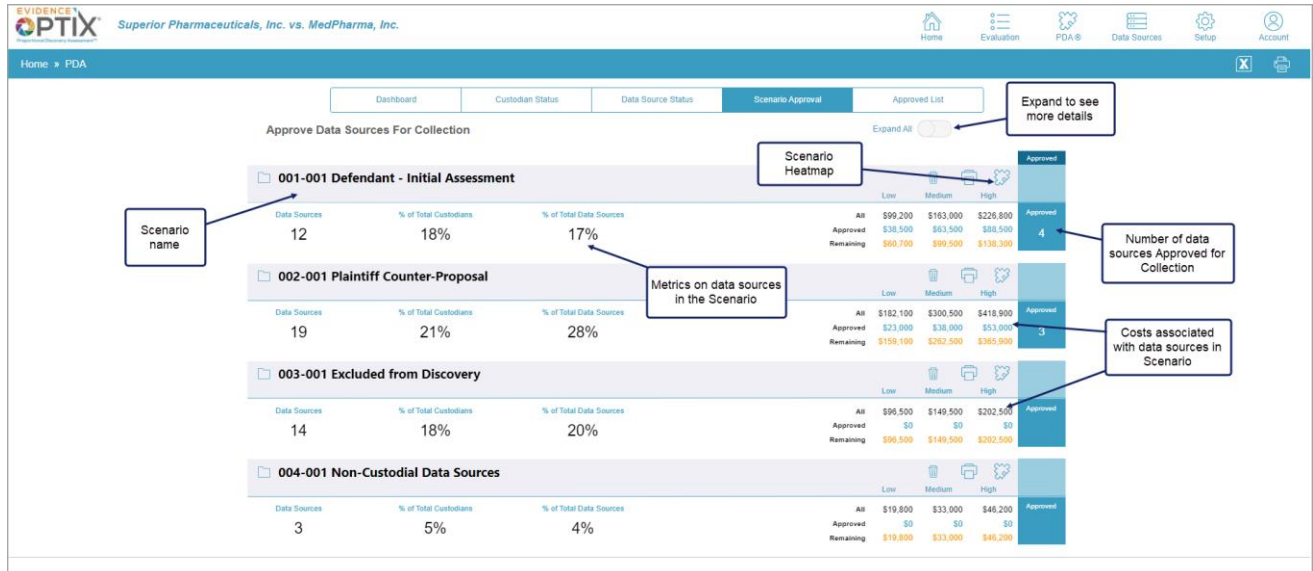 EVIDENCE
OPTIX
Superior Pharmaceuticals, Inc. vs. MedPharma, Inc.
Home
Evaluation
PDA®
Data Sources
Setup
Account
Home » PDA
X
Dashboard
Custodian Status
Data Source Status
Scenario Approval
Approved List
Expand to see
more details
Approve Data Sources For Collection
Expand All
Scenario
Heatmap
Approved
001-001 Defendant - Initial Assessment
Low Medium High
Scenario
name
Data Sources % of Total Custodians % of Total Data Sources
12 18% 17%
All $99,200 $163,000 $226,800
Approved $38,500 $63,500 $88,500
Remaining $60,700 $99,500 $138,300
Approved
4
Number of data
sources Approved for
Collection
002-001 Plaintiff Counter-Proposal
Metrics on data sources
in the Scenario
Low Medium High
Data Sources % of Total Custodians % of Total Data Sources
19 21% 28%
All $182,100 $300,500 $418,900
Approved $23,000 $38,000 $53,000
Remaining $159,100 $262,500 $365,900
Approved
3
Costs associated
with data sources in
Scenario
003-001 Excluded from Discovery
Low Medium High
Data Sources % of Total Custodians % of Total Data Sources
14 18% 20%
All $96,500 $149,500 $202,500
Approved $0 $0 $0
Remaining $96,500 $149,500 $202,500
Approved
004-001 Non-Custodial Data Sources
Low Medium High
Data Sources % of Total Custodians % of Total Data Sources
3 5% 4%
All $19,800 $33,000 $46,200
Approved $0 $0 $0
Remaining $19,800 $33,000 $46,200
Approved